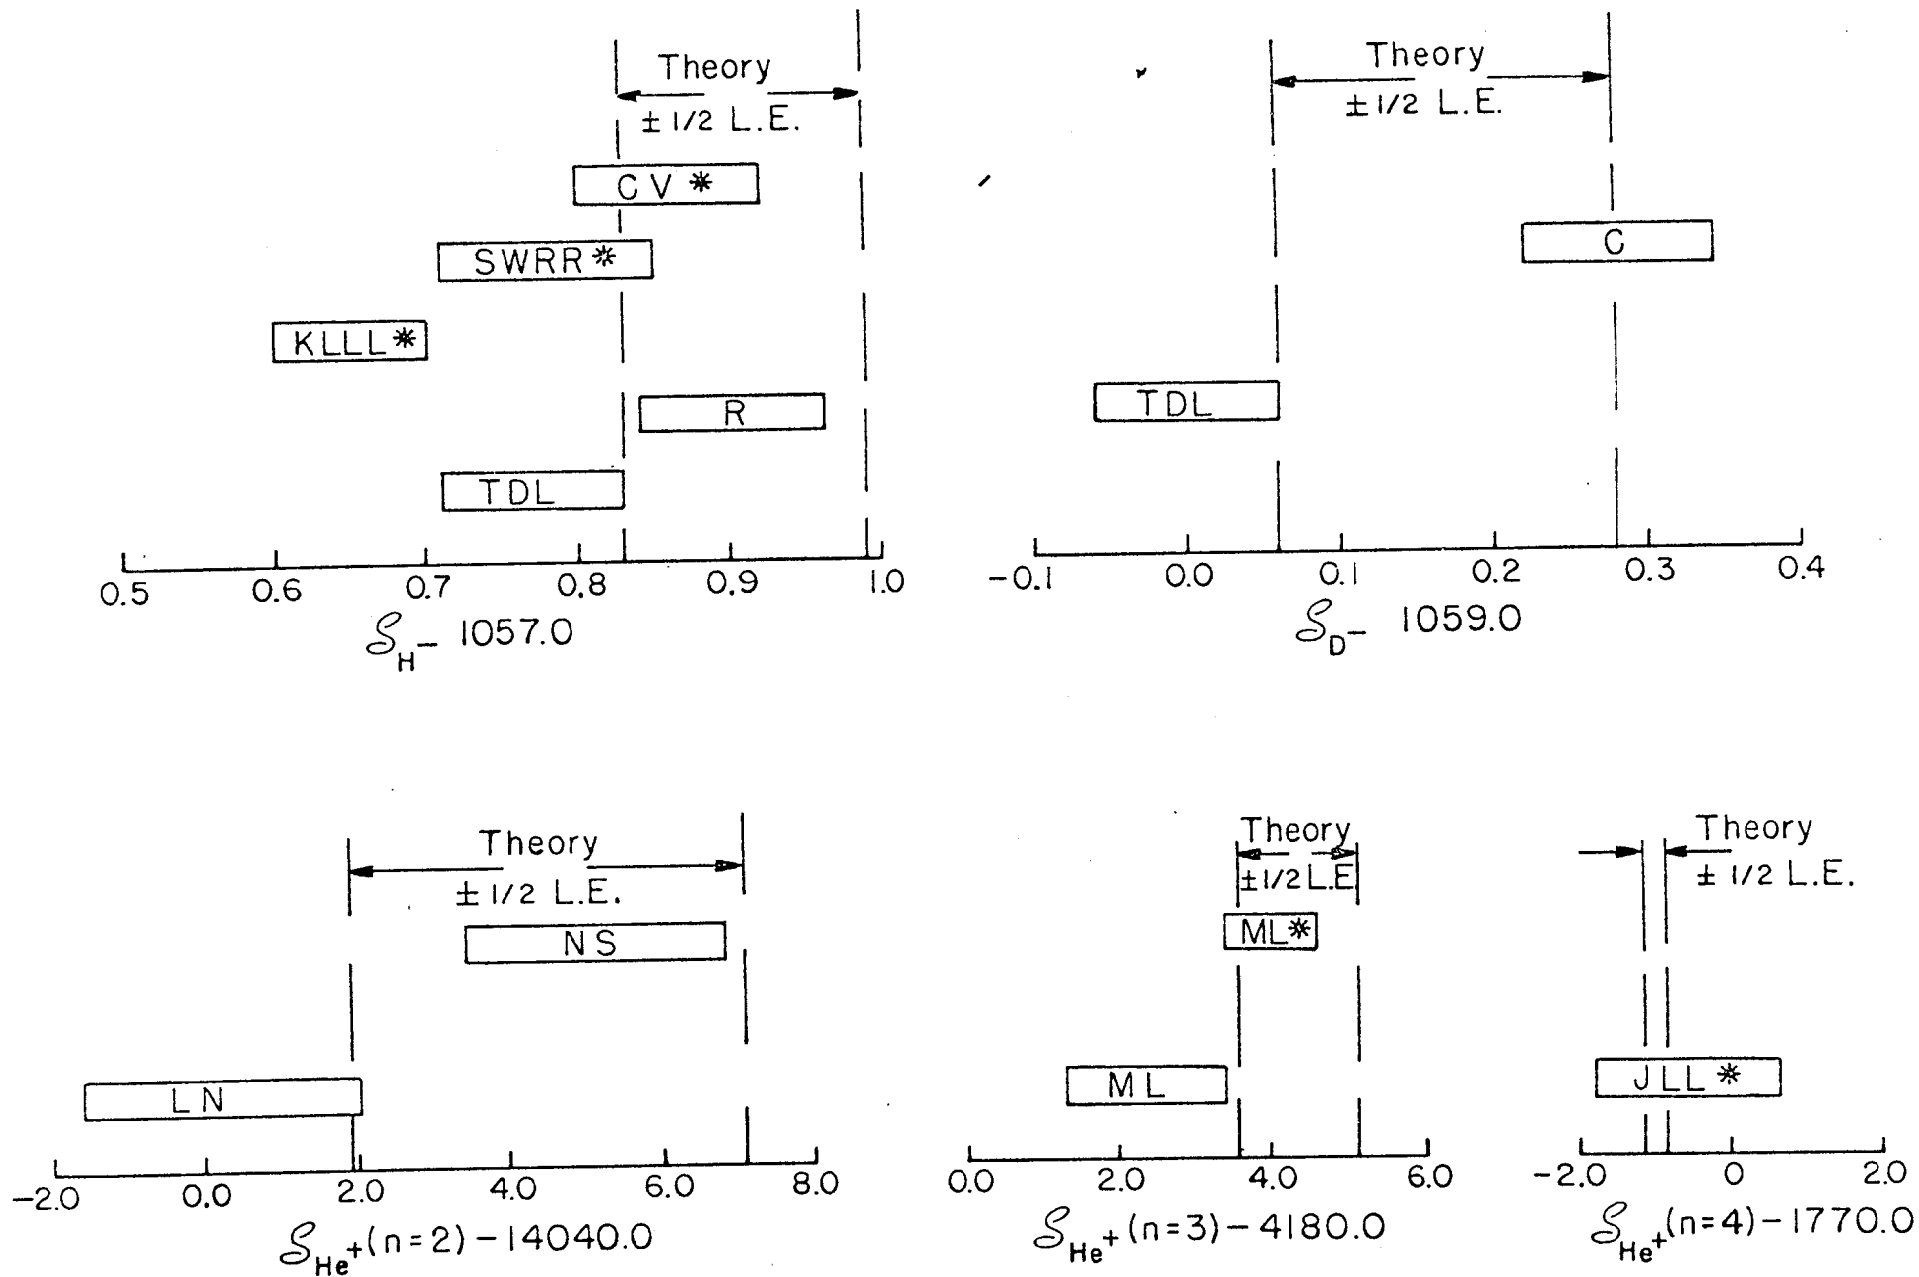 Theory
± 1/2 L.E.
CV*
SWRR*
KLLL*
R
TDL
0.5 0.6 0.7 0.8 0.9 1.0
𝒮H – 1057.0
Theory
± 1/2 L.E.
C
TDL
-0.1 0.0 0.1 0.2 0.3 0.4
𝒮D – 1059.0
Theory
± 1/2 L.E.
NS
LN
-2.0 0.0 2.0 4.0 6.0 8.0
𝒮He+ (n=2) – 14040.0
Theory
± 1/2 L.E
ML*
ML
0.0 2.0 4.0 6.0
𝒮He+ (n=3) – 4180.0
Theory
± 1/2 L.E.
JLL*
-2.0 0 2.0
𝒮He+ (n=4) – 1770.0